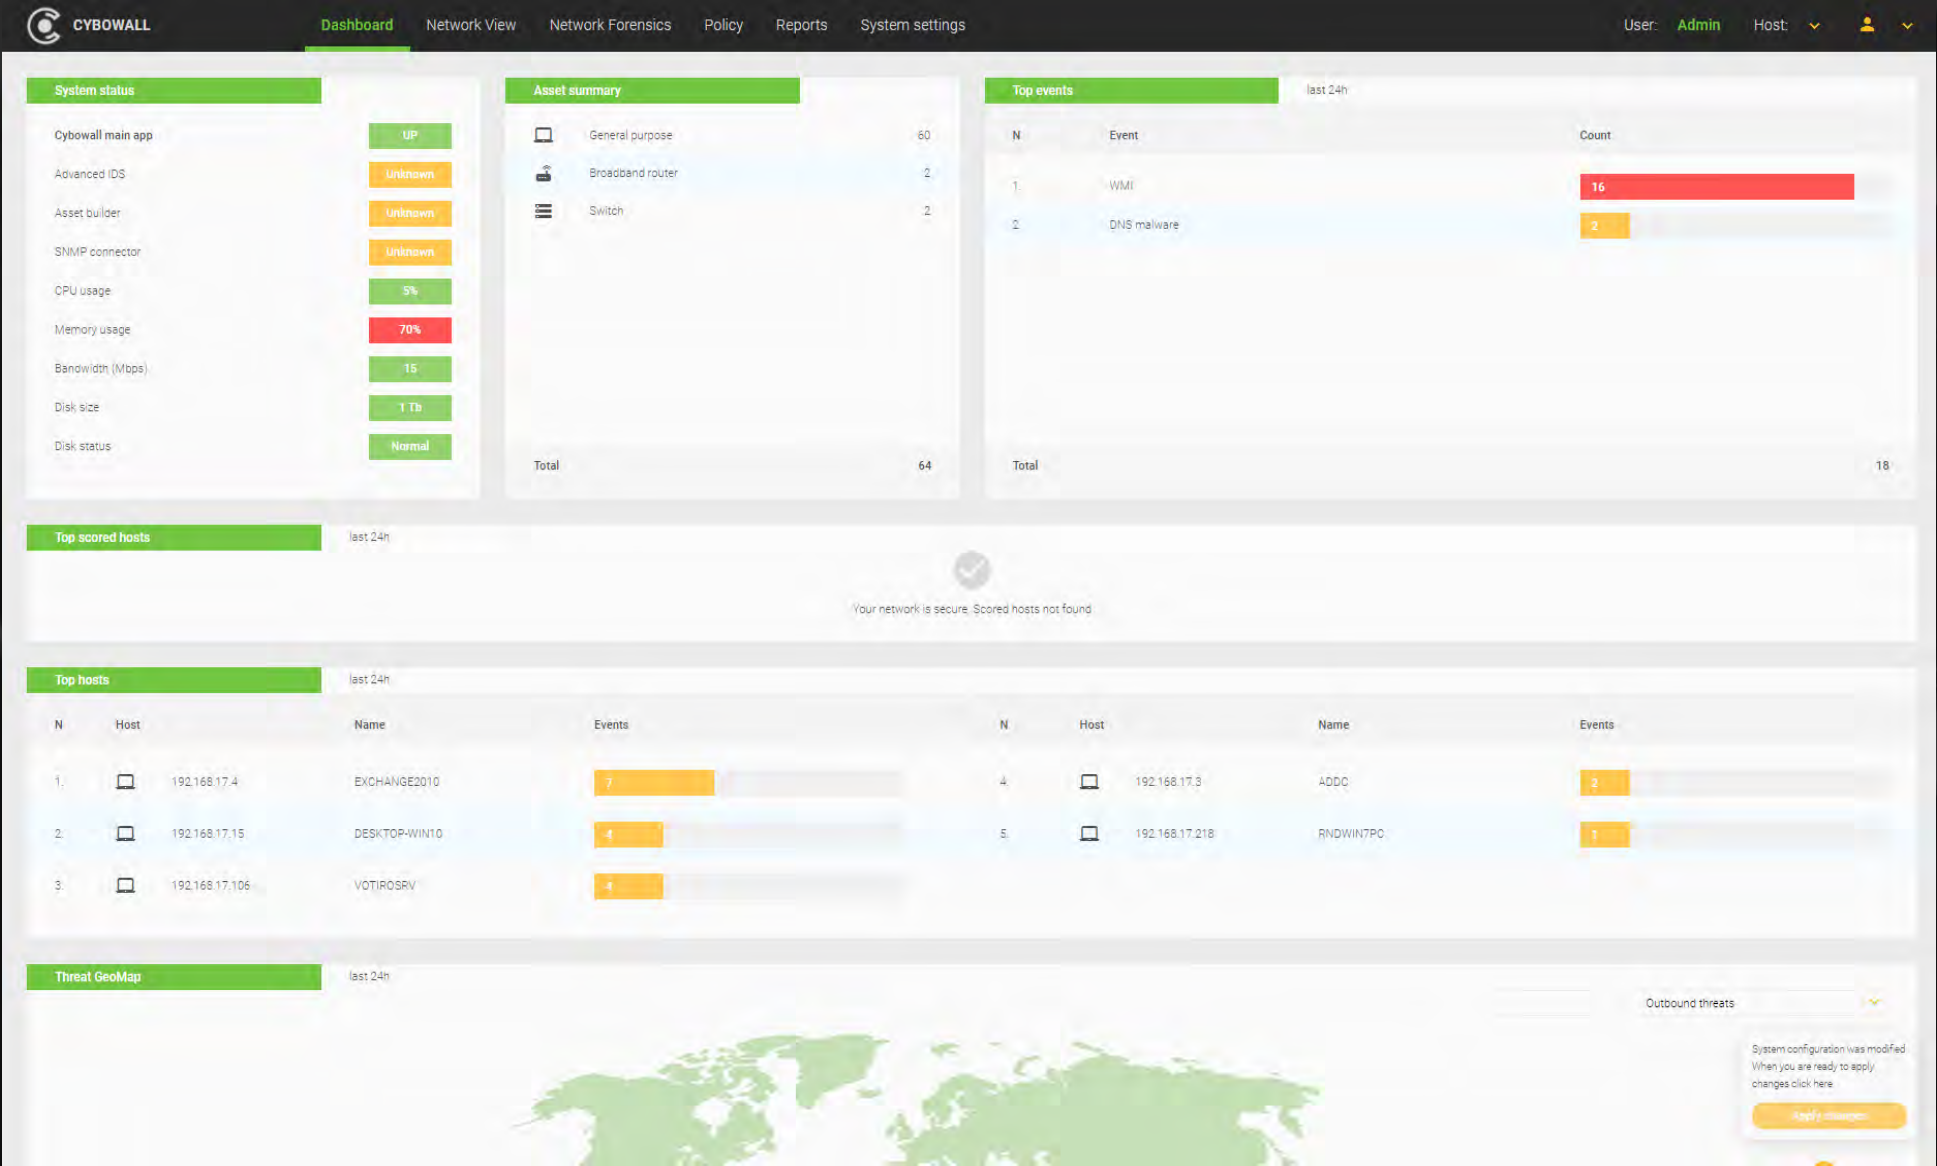 CYBOWALL
Dashboard Network View Network Forensics Policy Reports System settings
User: Admin Host:
System status
Cybowall main app UP
Advanced IDS Unknown
Asset builder Unknown
SNMP connector Unknown
CPU usage 5%
Memory usage 70%
Bandwidth (Mbps) 15
Disk size 1 Tb
Disk status Normal
Asset summary
General purpose 60
Broadband router 2
Switch 2
Total 64
Top events last 24h
N Event Count
1. WMI 16
2. DNS malware 2
Total 18
Top scored hosts last 24h
Your network is secure. Scored hosts not found
Top hosts last 24h
N Host Name Events
1. 192.168.17.4 EXCHANGE2010 7
2. 192.168.17.15 DESKTOP-WIN10 4
3. 192.168.17.106 VOTIROSRV 4
N Host Name Events
4. 192.168.17.3 ADDC 2
5. 192.168.17.218 RNDWIN7PC 1
Threat GeoMap last 24h
Outbound threats
System configuration was modified
When you are ready to apply
changes click here
Apply changes